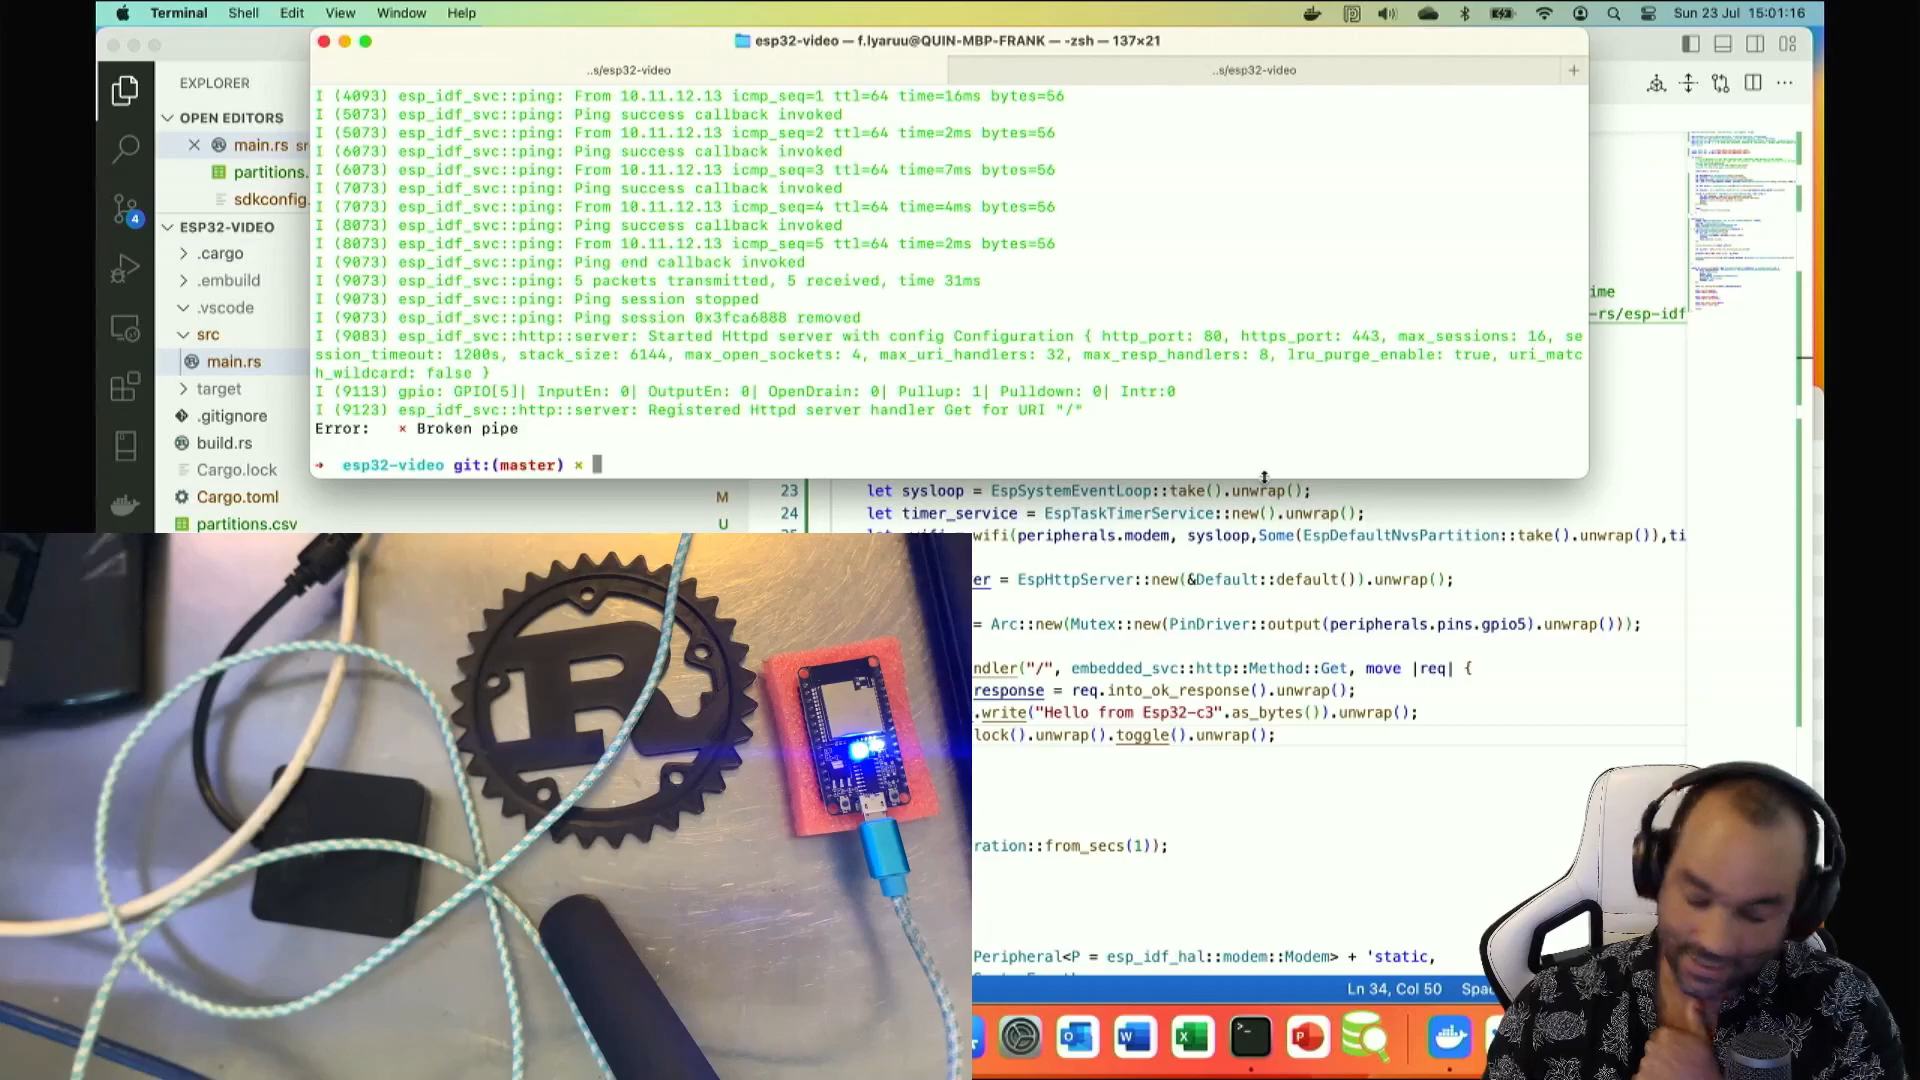 Terminal Shell Edit View Window Help Sun 23 Jul 15:01:16
esp32-video — f.lyaruu@QUIN-MBP-FRANK — -zsh — 137×21
..s/esp32-video ..s/esp32-video
I (4093) esp_idf_svc::ping: From 10.11.12.13 icmp_seq=1 ttl=64 time=16ms bytes=56
I (5073) esp_idf_svc::ping: Ping success callback invoked
I (5073) esp_idf_svc::ping: From 10.11.12.13 icmp_seq=2 ttl=64 time=2ms bytes=56
I (6073) esp_idf_svc::ping: Ping success callback invoked
I (6073) esp_idf_svc::ping: From 10.11.12.13 icmp_seq=3 ttl=64 time=7ms bytes=56
I (7073) esp_idf_svc::ping: Ping success callback invoked
I (7073) esp_idf_svc::ping: From 10.11.12.13 icmp_seq=4 ttl=64 time=4ms bytes=56
I (8073) esp_idf_svc::ping: Ping success callback invoked
I (8073) esp_idf_svc::ping: From 10.11.12.13 icmp_seq=5 ttl=64 time=2ms bytes=56
I (9073) esp_idf_svc::ping: Ping end callback invoked
I (9073) esp_idf_svc::ping: 5 packets transmitted, 5 received, time 31ms
I (9073) esp_idf_svc::ping: Ping session stopped
I (9073) esp_idf_svc::ping: Ping session 0x3fca6888 removed
I (9083) esp_idf_svc::http::server: Started Httpd server with config Configuration { http_port: 80, https_port: 443, max_sessions: 16, se
ssion_timeout: 1200s, stack_size: 6144, max_open_sockets: 4, max_uri_handlers: 32, max_resp_handlers: 8, lru_purge_enable: true, uri_matc
h_wildcard: false }
I (9113) gpio: GPIO[5]| InputEn: 0| OutputEn: 0| OpenDrain: 0| Pullup: 1| Pulldown: 0| Intr:0
I (9123) esp_idf_svc::http::server: Registered Httpd server handler Get for URI "/"
Error: × Broken pipe
➜ esp32-video git:(master) ×
EXPLORER
OPEN EDITORS
main.rs sr
partitions.
sdkconfig.
4
ESP32-VIDEO
.cargo
.embuild
.vscode
src
main.rs
target
.gitignore
build.rs
Cargo.lock
Cargo.toml M
partitions.csv U
ime
-rs/esp-idf
23 let sysloop = EspSystemEventLoop::take().unwrap();
24 let timer_service = EspTaskTimerService::new().unwrap();
wifi(peripherals.modem, sysloop,Some(EspDefaultNvsPartition::take().unwrap()),ti
er = EspHttpServer::new(&Default::default()).unwrap();
= Arc::new(Mutex::new(PinDriver::output(peripherals.pins.gpio5).unwrap()));
ndler("/", embedded_svc::http::Method::Get, move |req| {
response = req.into_ok_response().unwrap();
.write("Hello from Esp32-c3".as_bytes()).unwrap();
lock().unwrap().toggle().unwrap();
ration::from_secs(1));
Peripheral<P = esp_idf_hal::modem::Modem> + 'static,
Ln 34, Col 50 Spac
R